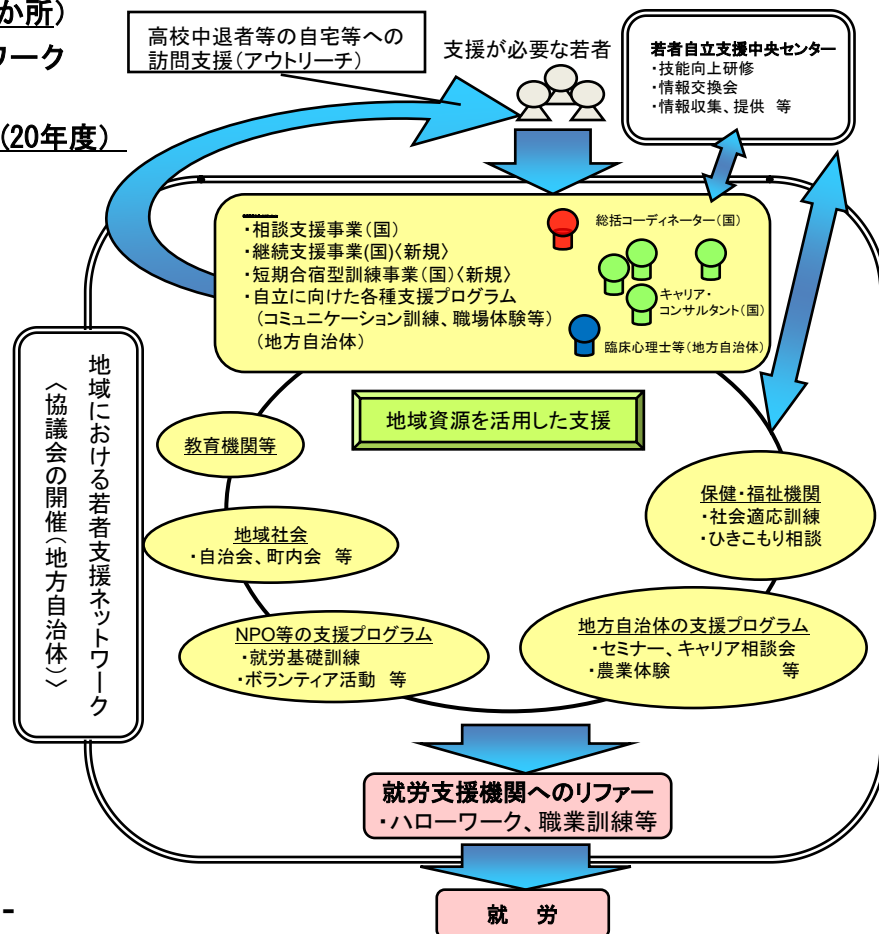 か所）
ワーク
（20年度）
高校中退者等の自宅等への
訪問支援（アウトリーチ）
支援が必要な若者
若者自立支援中央センター
・技能向上研修
・情報交換会
・情報収集、提供　等
・相談支援事業（国）
・継続支援事業(国)〈新規〉
・短期合宿型訓練事業（国）〈新規〉
・自立に向けた各種支援プログラム
（コミュニケーション訓練、職場体験等）
（地方自治体）
総括コーディネーター（国）
キャリア・
コンサルタント（国）
臨床心理士等（地方自治体）
地域における若者支援ネットワーク
〈協議会の開催（地方自治体）〉
地域資源を活用した支援
教育機関等
地域社会
・自治会、町内会　等
NPO等の支援プログラム
・就労基礎訓練
・ボランティア活動　等
保健・福祉機関
・社会適応訓練
・ひきこもり相談
地方自治体の支援プログラム
・セミナー、キャリア相談会
・農業体験　　　　　　等
就労支援機関へのリファー
・ハローワーク、職業訓練等
就　労
-